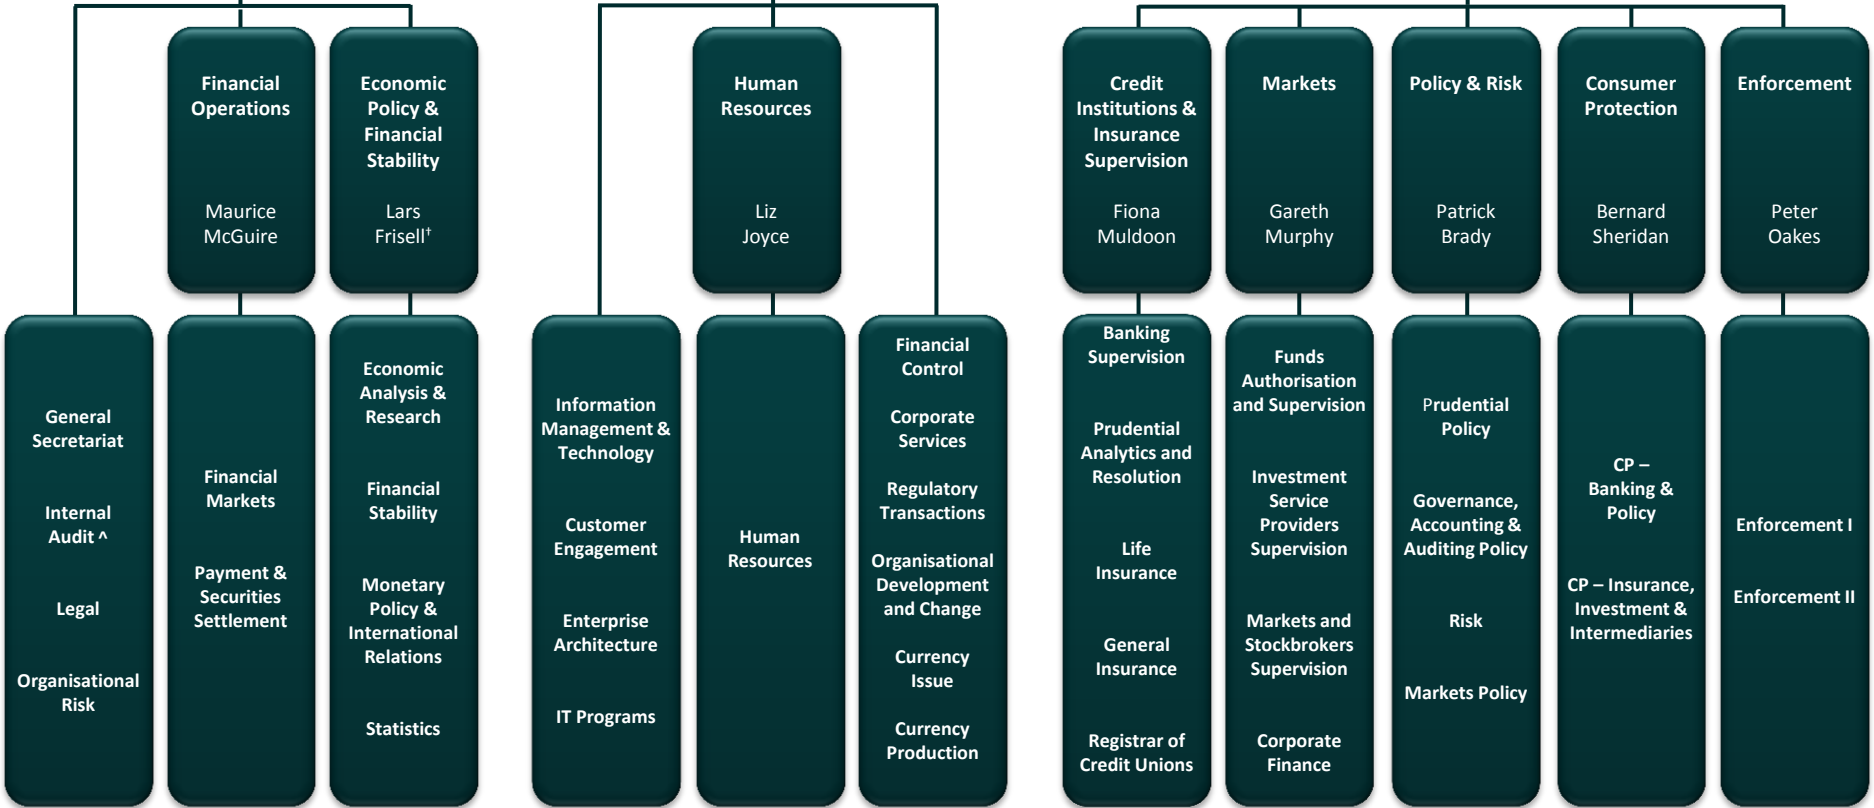 Financial
Operations
Maurice
McGuire
Economic
Policy &
Financial
Stability
Lars
Frisell†
Human
Resources
Liz
Joyce
Credit
Institutions &
Insurance
Supervision
Fiona
Muldoon
Markets
Gareth
Murphy
Policy & Risk
Patrick
Brady
Consumer
Protection
Bernard
Sheridan
Enforcement
Peter
Oakes
General
Secretariat
Internal
Audit ^
Legal
Organisational
Risk
Financial
Markets
Payment &
Securities
Settlement
Economic
Analysis &
Research
Financial
Stability
Monetary
Policy &
International
Relations
Statistics
Information
Management &
Technology
Customer
Engagement
Enterprise
Architecture
IT Programs
Human
Resources
Financial
Control
Corporate
Services
Regulatory
Transactions
Organisational
Development
and Change
Currency
Issue
Currency
Production
Banking
Supervision
Prudential
Analytics and
Resolution
Life
Insurance
General
Insurance
Registrar of
Credit Unions
Funds
Authorisation
and Supervision
Investment
Service
Providers
Supervision
Markets and
Stockbrokers
Supervision
Corporate
Finance
Prudential
Policy
Governance,
Accounting &
Auditing Policy
Risk
Markets Policy
CP –
Banking &
Policy
CP – Insurance,
Investment &
Intermediaries
Enforcement I
Enforcement II